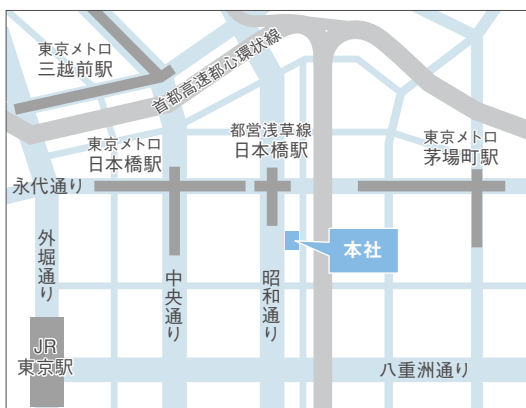 東京メトロ
三越前駅
首都高速都心環状線
東京メトロ
日本橋駅
都営浅草線
日本橋駅
東京メトロ
茅場町駅
永代通り
外堀通り
中央通り
昭和通り
本社
JR
東京駅
八重洲通り